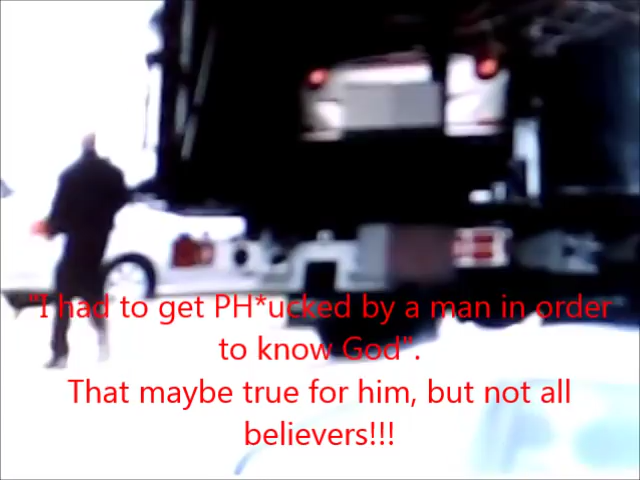 "I had to get PH*ucked by a man in order
to know God".
That maybe true for him, but not all
believers!!!